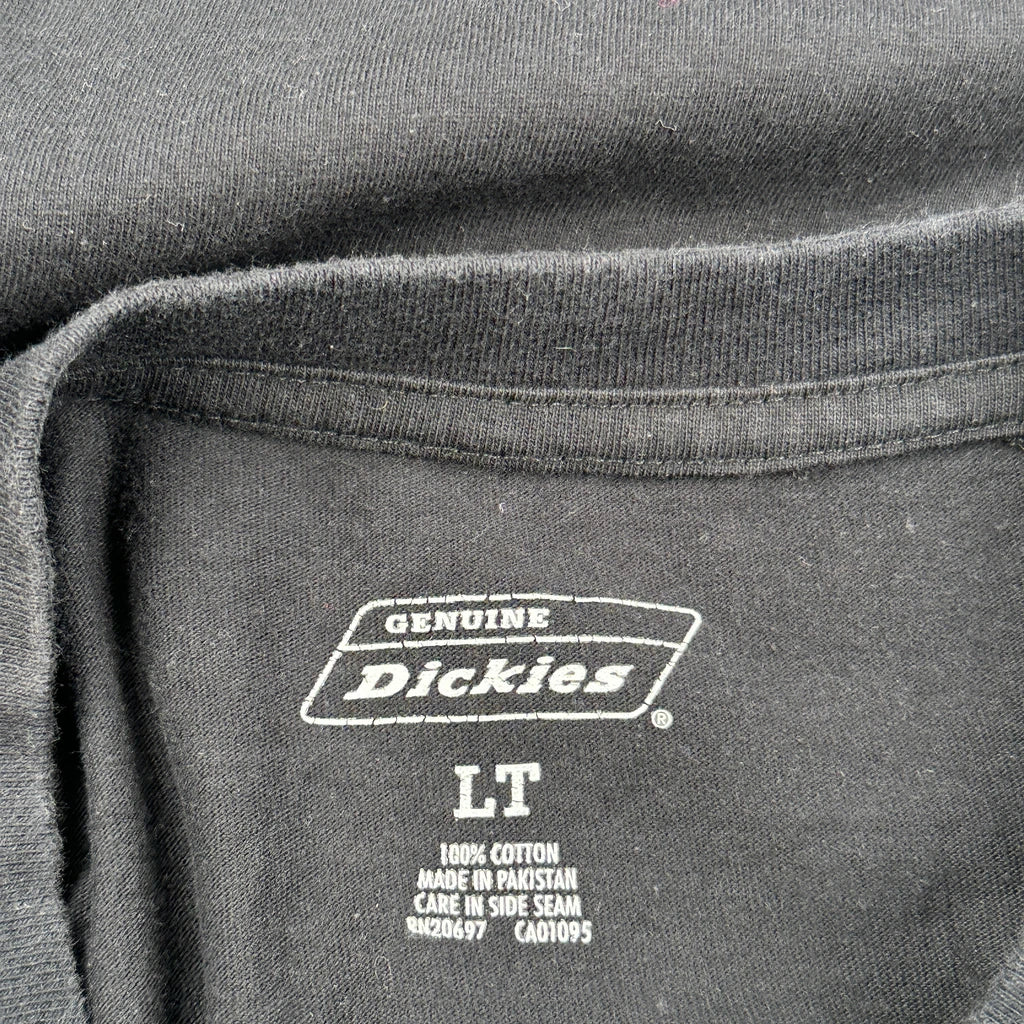 GENUINE
Dickies®
LT
100% COTTON
MADE IN PAKISTAN
CARE IN SIDE SEAM
RN20697 CA01095